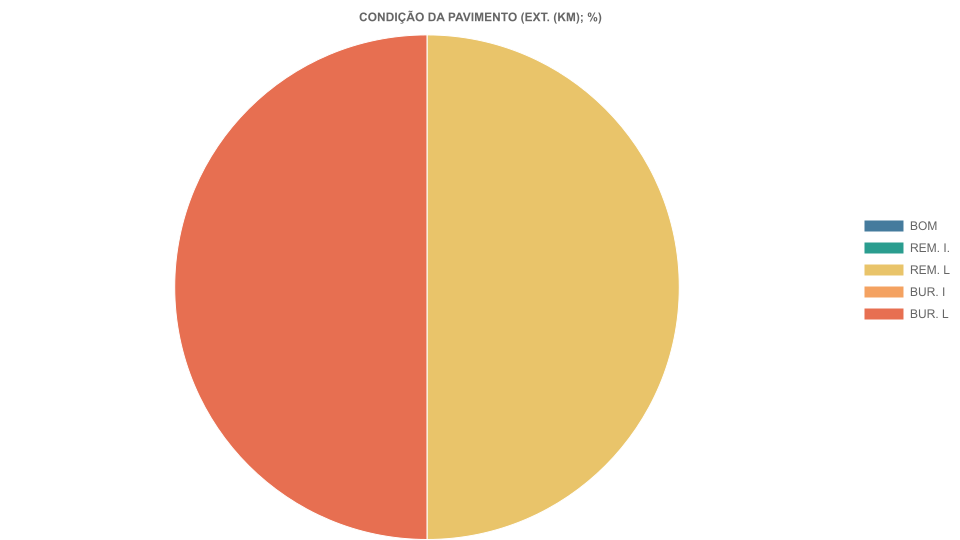 CONDIÇÃO DA PAVIMENTO (EXT. (KM); %)
BOM
REM. I.
REM. L
BUR. I
BUR. L